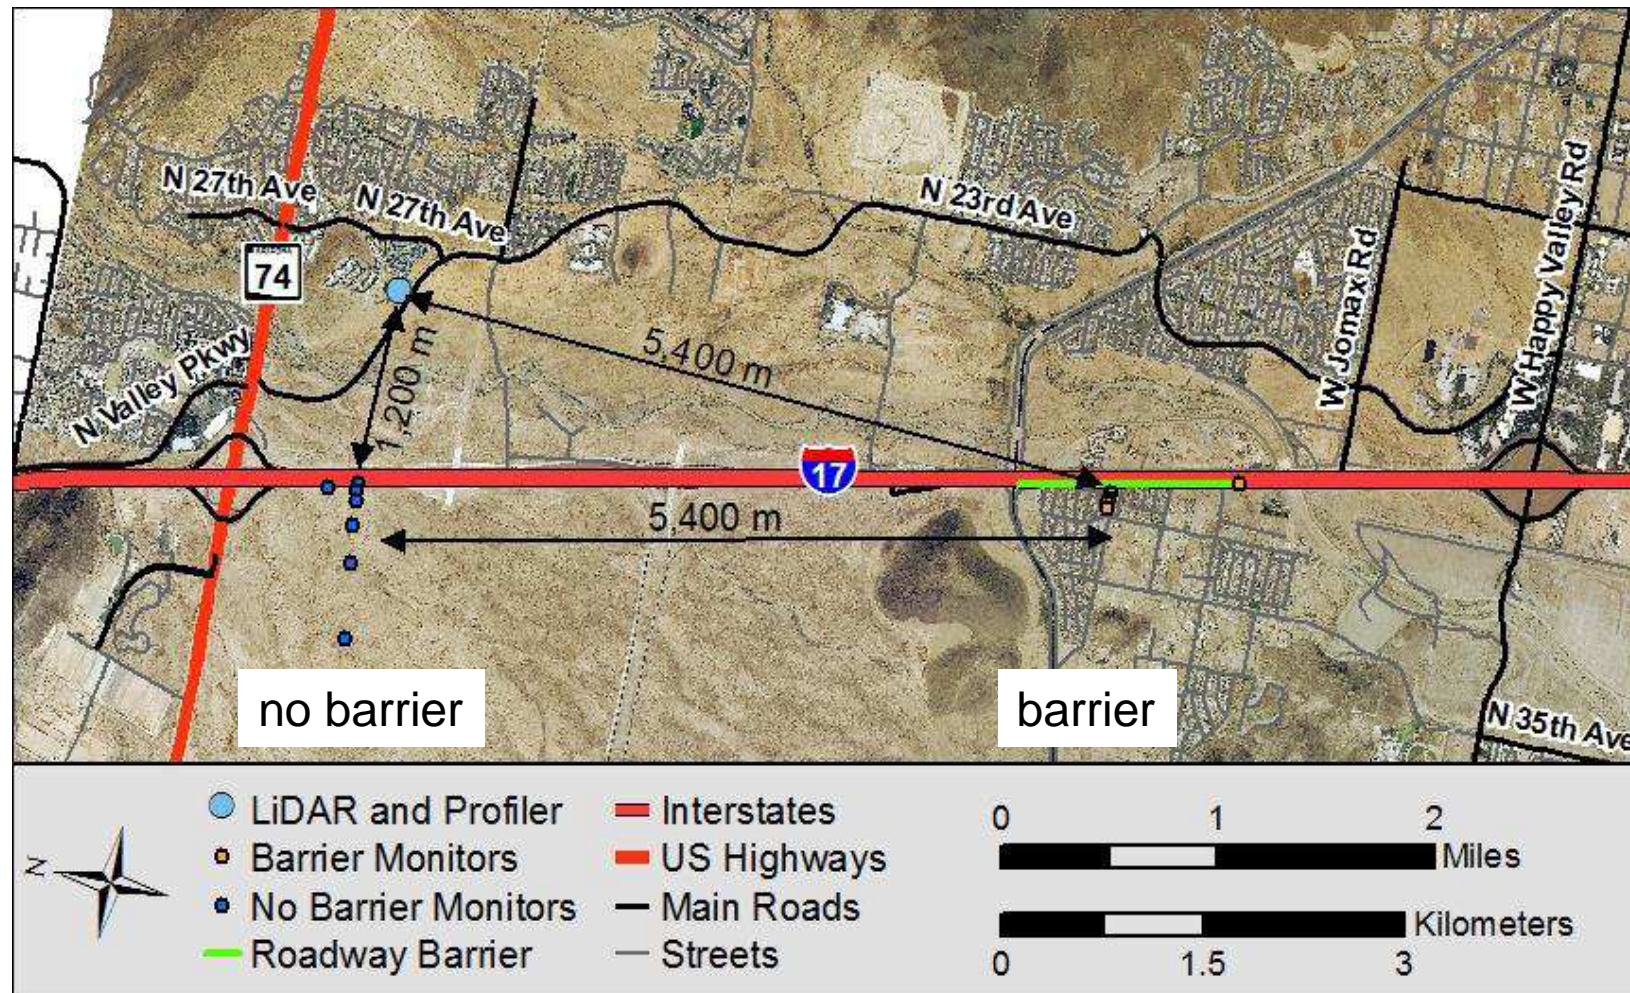 N 27th Ave
N 27th Ave
N 23rd Ave
W Happy Valley Rd
74
W Jomax Rd
5,400 m
N Valley Pkwy
1,200 m
17
5,400 m
no barrier
barrier
N 35th Ave
N
LiDAR and Profiler
Barrier Monitors
No Barrier Monitors
Roadway Barrier
Interstates
US Highways
Main Roads
Streets
0 1 2
Miles
Kilometers
0 1.5 3